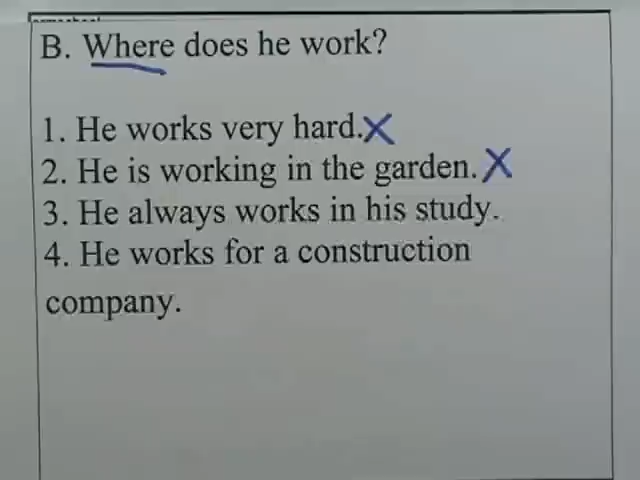 B. Where does he work?
1. He works very hard.X
2. He is working in the garden.X
3. He always works in his study.
4. He works for a construction
company.